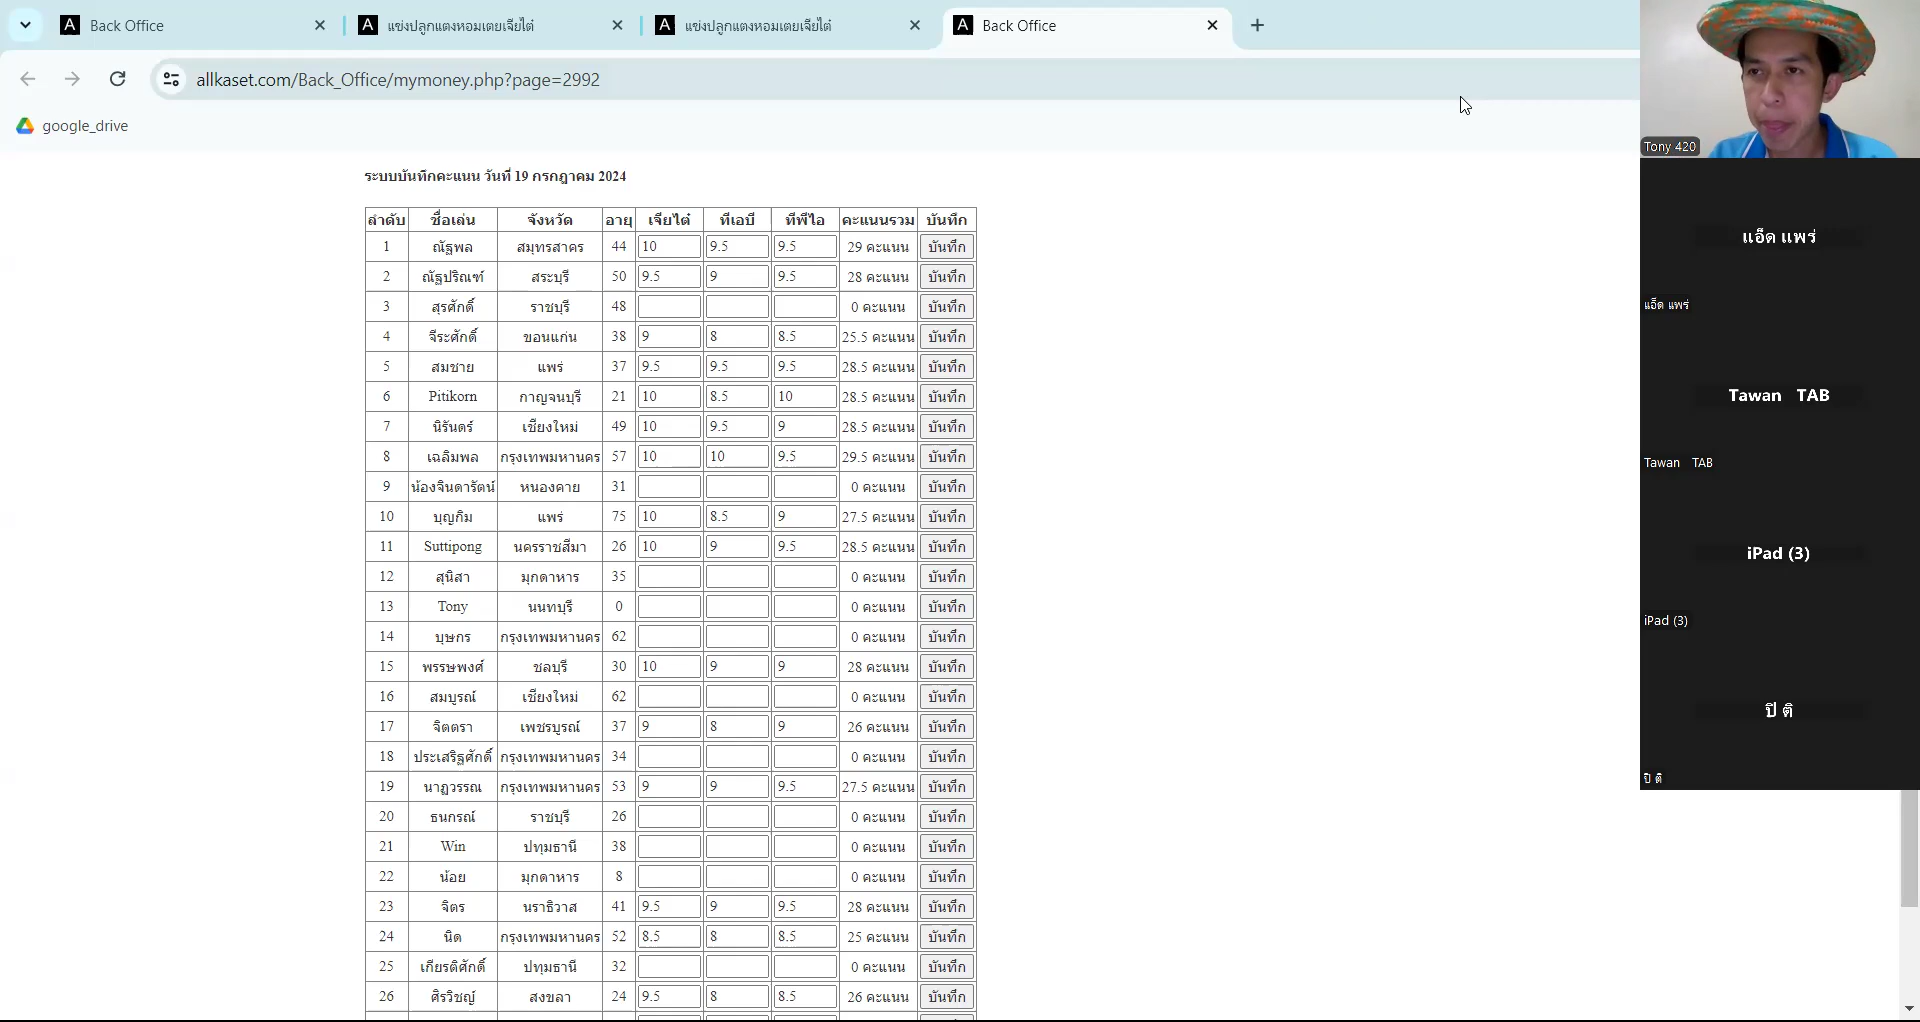 Back Office
แข่งปลูกแตงหอมเตยเจียไต๋
แข่งปลูกแตงหอมเตยเจียไต๋
Back Office
allkaset.com/Back_Office/mymoney.php?page=2992
google_drive
ระบบบันทึกคะแนน วันที่ 19 กรกฎาคม 2024
ลำดับ ชื่อเล่น จังหวัด อายุ เจียไต๋ ทีเอบี ทีพีไอ คะแนนรวม บันทึก
1 ณัฐพล สมุทรสาคร 44 10 9.5 9.5 29 คะแนน บันทึก
2 ณัฐปริณฑ์ สระบุรี 50 9.5 9 9.5 28 คะแนน บันทึก
3 สุรศักดิ์ ราชบุรี 48 0 คะแนน บันทึก
4 จีระศักดิ์ ขอนแก่น 38 9 8 8.5 25.5 คะแนน บันทึก
5 สมชาย แพร่ 37 9.5 9.5 9.5 28.5 คะแนน บันทึก
6 Pitikorn กาญจนบุรี 21 10 8.5 10 28.5 คะแนน บันทึก
7 นิรันดร์ เชียงใหม่ 49 10 9.5 9 28.5 คะแนน บันทึก
8 เฉลิมพล กรุงเทพมหานคร 57 10 10 9.5 29.5 คะแนน บันทึก
9 น้องจินดารัตน์ หนองคาย 31 0 คะแนน บันทึก
10 บุญกิม แพร่ 75 10 8.5 9 27.5 คะแนน บันทึก
11 Suttipong นครราชสีมา 26 10 9 9.5 28.5 คะแนน บันทึก
12 สุนิสา มุกดาหาร 35 0 คะแนน บันทึก
13 Tony นนทบุรี 0 0 คะแนน บันทึก
14 บุษกร กรุงเทพมหานคร 62 0 คะแนน บันทึก
15 พรรษพงศ์ ชลบุรี 30 10 9 9 28 คะแนน บันทึก
16 สมบูรณ์ เชียงใหม่ 62 0 คะแนน บันทึก
17 จิตตรา เพชรบูรณ์ 37 9 8 9 26 คะแนน บันทึก
18 ประเสริฐศักดิ์ กรุงเทพมหานคร 34 0 คะแนน บันทึก
19 นาฏวรรณ กรุงเทพมหานคร 53 9 9 9.5 27.5 คะแนน บันทึก
20 ธนกรณ์ ราชบุรี 26 0 คะแนน บันทึก
21 Win ปทุมธานี 38 0 คะแนน บันทึก
22 น้อย มุกดาหาร 8 0 คะแนน บันทึก
23 จิตร นราธิวาส 41 9.5 9 9.5 28 คะแนน บันทึก
24 นิด กรุงเทพมหานคร 52 8.5 8 8.5 25 คะแนน บันทึก
25 เกียรติศักดิ์ ปทุมธานี 32 0 คะแนน บันทึก
26 ศิรวิชญ์ สงขลา 24 9.5 8 8.5 26 คะแนน บันทึก
Tony 420
แอ็ด แพร่
แอ็ด แพร่
Tawan TAB
Tawan TAB
iPad (3)
iPad (3)
ปิ ติ
ปิ ติ